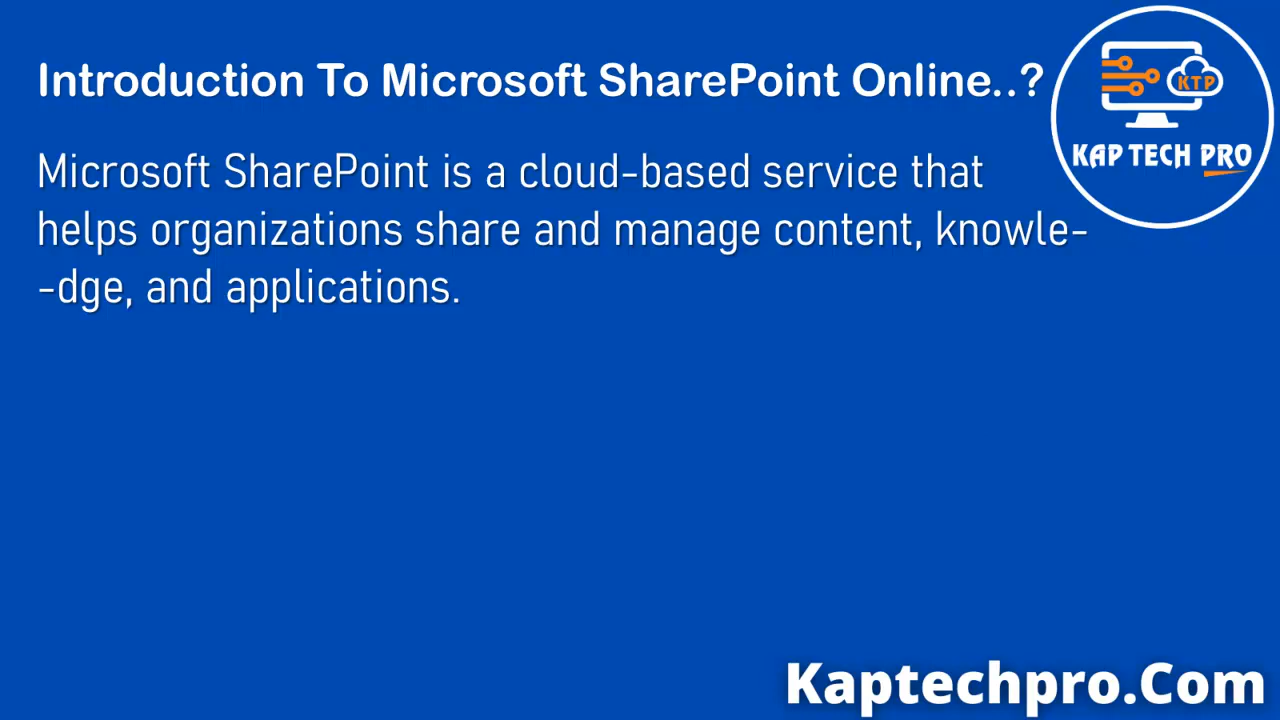 Introduction To Microsoft SharePoint Online..?
KTP
KAP TECH PRO
Microsoft SharePoint is a cloud-based service that
helps organizations share and manage content, knowle-
-dge, and applications.
Kaptechpro.Com